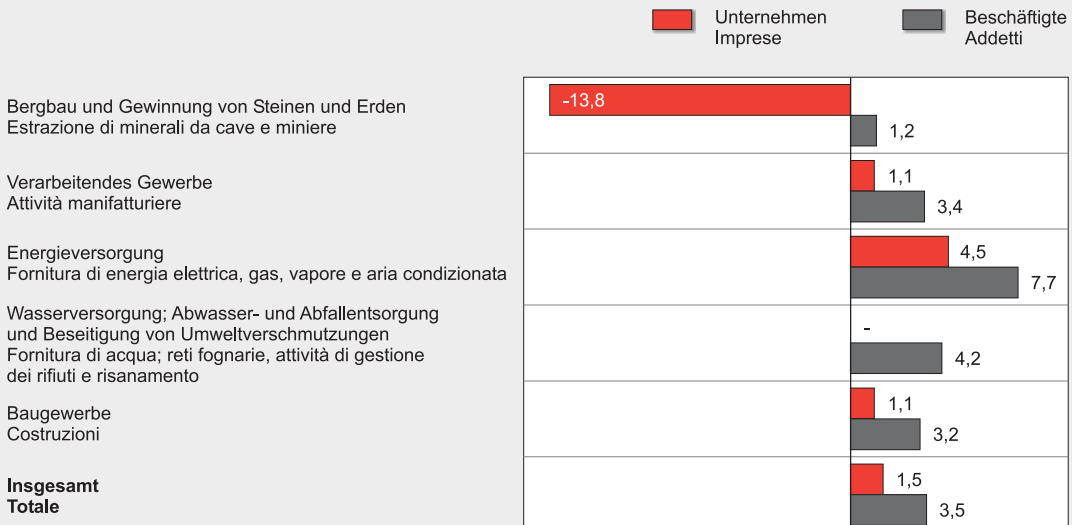 Unternehmen
Imprese
Beschäftigte
Addetti
Bergbau und Gewinnung von Steinen und Erden
Estrazione di minerali da cave e miniere
-13,8
1,2
Verarbeitendes Gewerbe
Attività manifatturiere
1,1
3,4
Energieversorgung
Fornitura di energia elettrica, gas, vapore e aria condizionata
4,5
7,7
Wasserversorgung; Abwasser- und Abfallentsorgung
und Beseitigung von Umweltverschmutzungen
Fornitura di acqua; reti fognarie, attività di gestione
dei rifiuti e risanamento
-
4,2
Baugewerbe
Costruzioni
1,1
3,2
Insgesamt
Totale
1,5
3,5